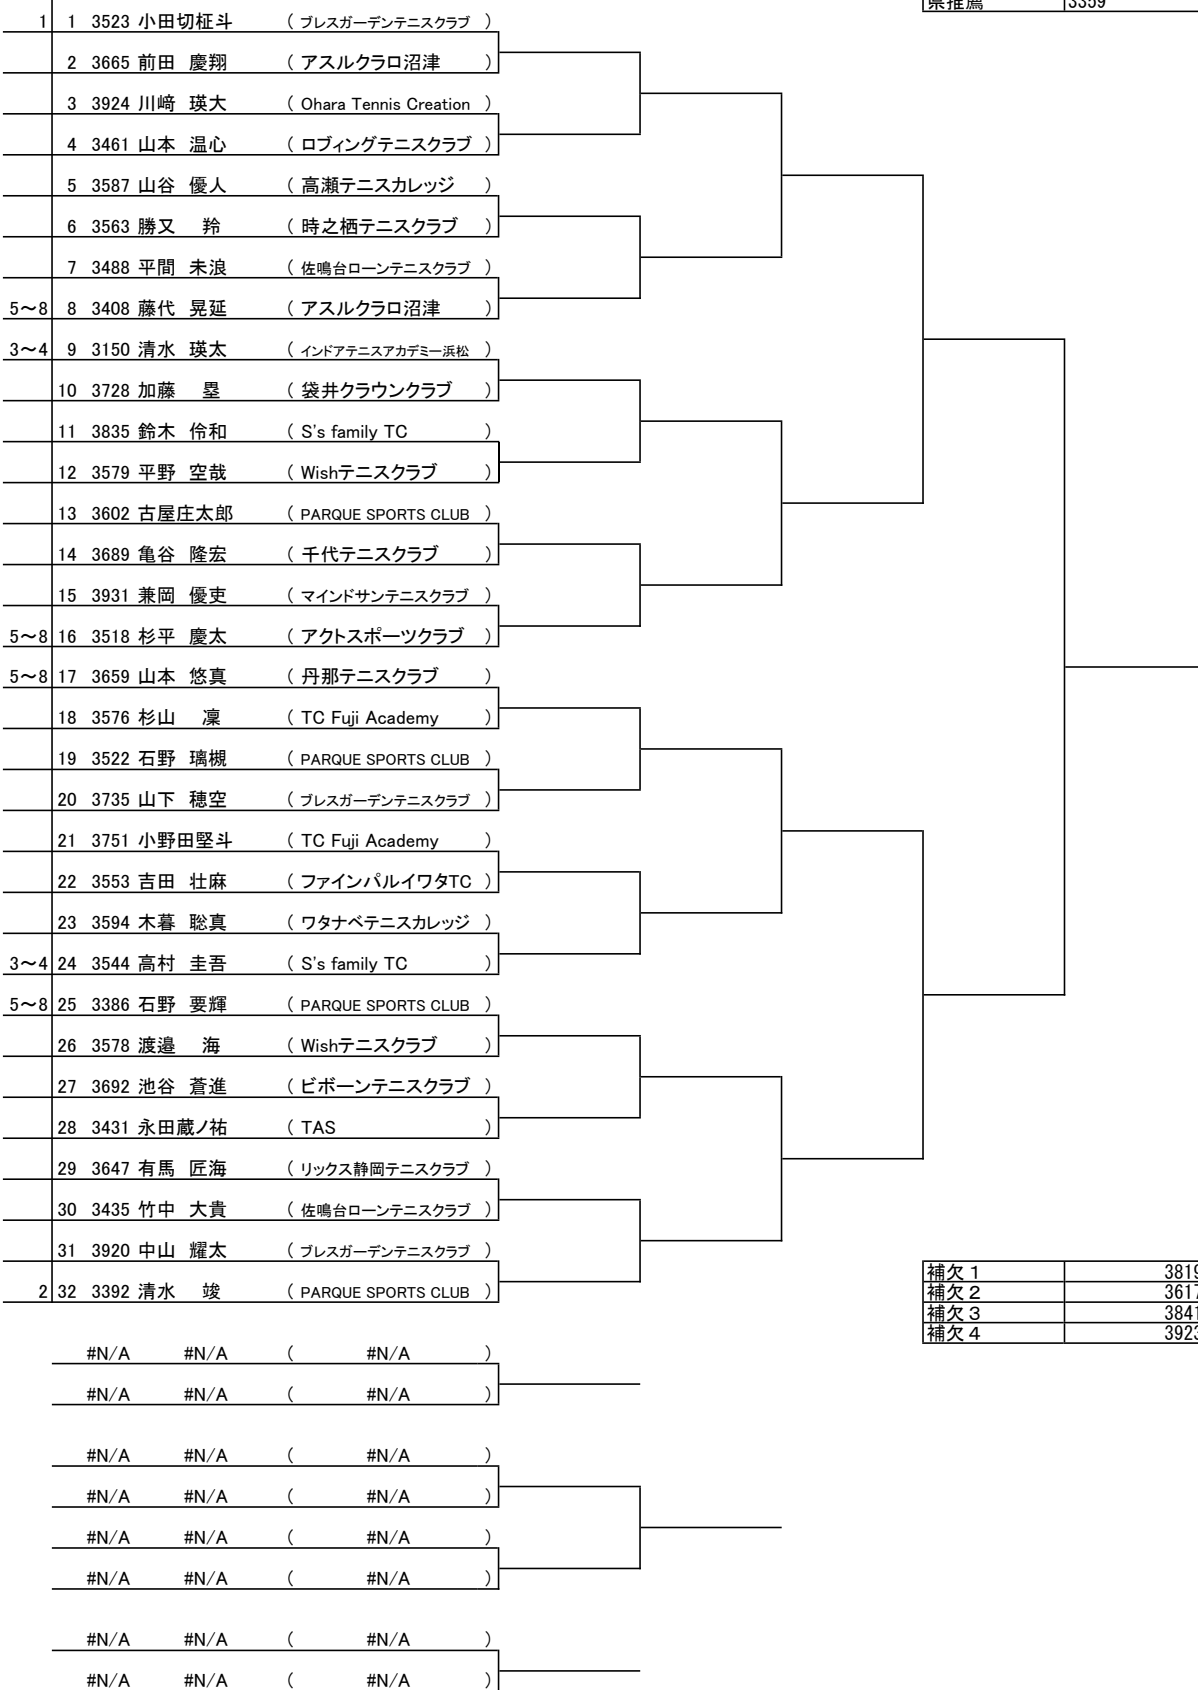 県推薦 3359
1 1 3523 小田切柾斗 ( ブレスガーデンテニスクラブ )
2 3665 前田 慶翔 ( アスルクラロ沼津 )
3 3924 川﨑 瑛大 ( Ohara Tennis Creation )
4 3461 山本 温心 ( ロブィングテニスクラブ )
5 3587 山谷 優人 ( 高瀬テニスカレッジ )
6 3563 勝又 羚 ( 時之栖テニスクラブ )
7 3488 平間 未浪 ( 佐鳴台ローンテニスクラブ )
5～8 8 3408 藤代 晃延 ( アスルクラロ沼津 )
3～4 9 3150 清水 瑛太 ( インドアテニスアカデミー浜松 )
10 3728 加藤 塁 ( 袋井クラウンクラブ )
11 3835 鈴木 伶和 ( S's family TC )
12 3579 平野 空哉 ( Wishテニスクラブ )
13 3602 古屋庄太郎 ( PARQUE SPORTS CLUB )
14 3689 亀谷 隆宏 ( 千代テニスクラブ )
15 3931 兼岡 優吏 ( マインドサンテニスクラブ )
5～8 16 3518 杉平 慶太 ( アクトスポーツクラブ )
5～8 17 3659 山本 悠真 ( 丹那テニスクラブ )
18 3576 杉山 凜 ( TC Fuji Academy )
19 3522 石野 璃槻 ( PARQUE SPORTS CLUB )
20 3735 山下 穂空 ( ブレスガーデンテニスクラブ )
21 3751 小野田堅斗 ( TC Fuji Academy )
22 3553 吉田 壮麻 ( ファインパルイワタTC )
23 3594 木暮 聡真 ( ワタナベテニスカレッジ )
3～4 24 3544 高村 圭吾 ( S's family TC )
5～8 25 3386 石野 要輝 ( PARQUE SPORTS CLUB )
26 3578 渡邉 海 ( Wishテニスクラブ )
27 3692 池谷 蒼進 ( ビボーンテニスクラブ )
28 3431 永田蔵ノ祐 ( TAS )
29 3647 有馬 匠海 ( リックス静岡テニスクラブ )
30 3435 竹中 大貴 ( 佐鳴台ローンテニスクラブ )
31 3920 中山 耀太 ( ブレスガーデンテニスクラブ )
2 32 3392 清水 竣 ( PARQUE SPORTS CLUB )
補欠１ 3819
補欠２ 3617
補欠３ 3841
補欠４ 3923
#N/A #N/A ( #N/A )
#N/A #N/A ( #N/A )
#N/A #N/A ( #N/A )
#N/A #N/A ( #N/A )
#N/A #N/A ( #N/A )
#N/A #N/A ( #N/A )
#N/A #N/A ( #N/A )
#N/A #N/A ( #N/A )